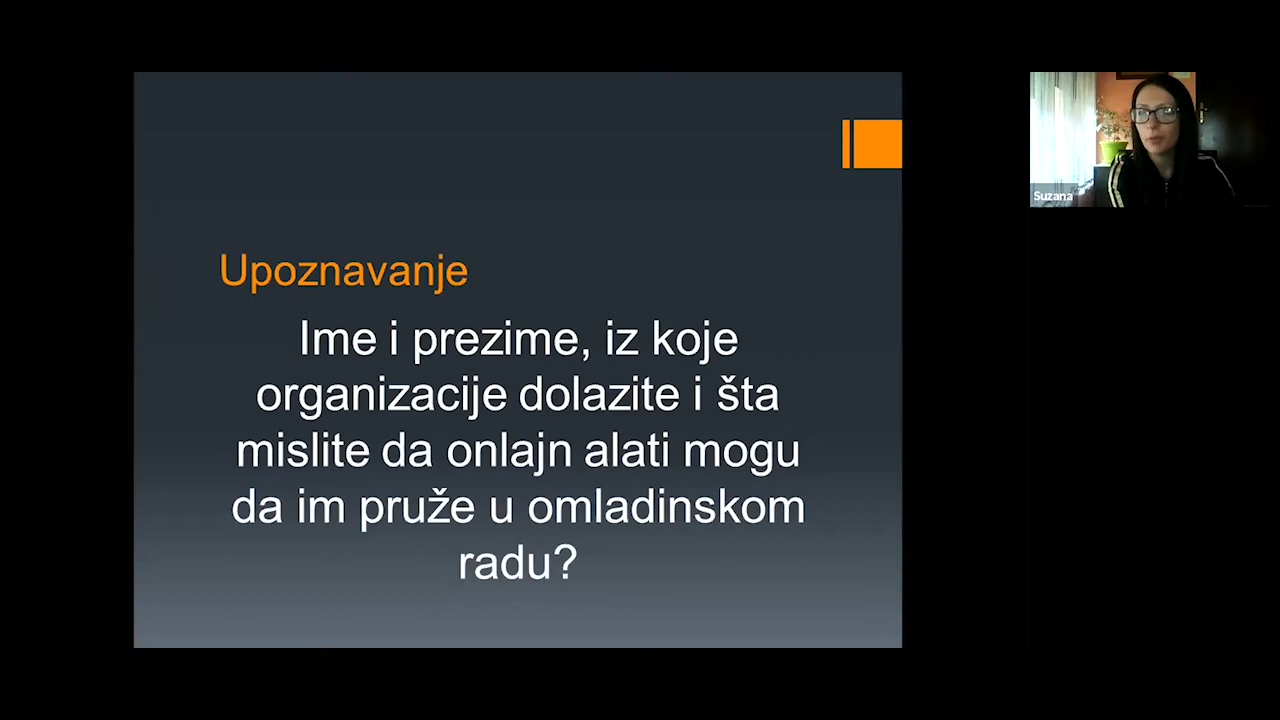 Upoznavanje
Ime i prezime, iz koje
organizacije dolazite i šta
mislite da onlajn alati mogu
da im pruže u omladinskom
radu?
Suzana